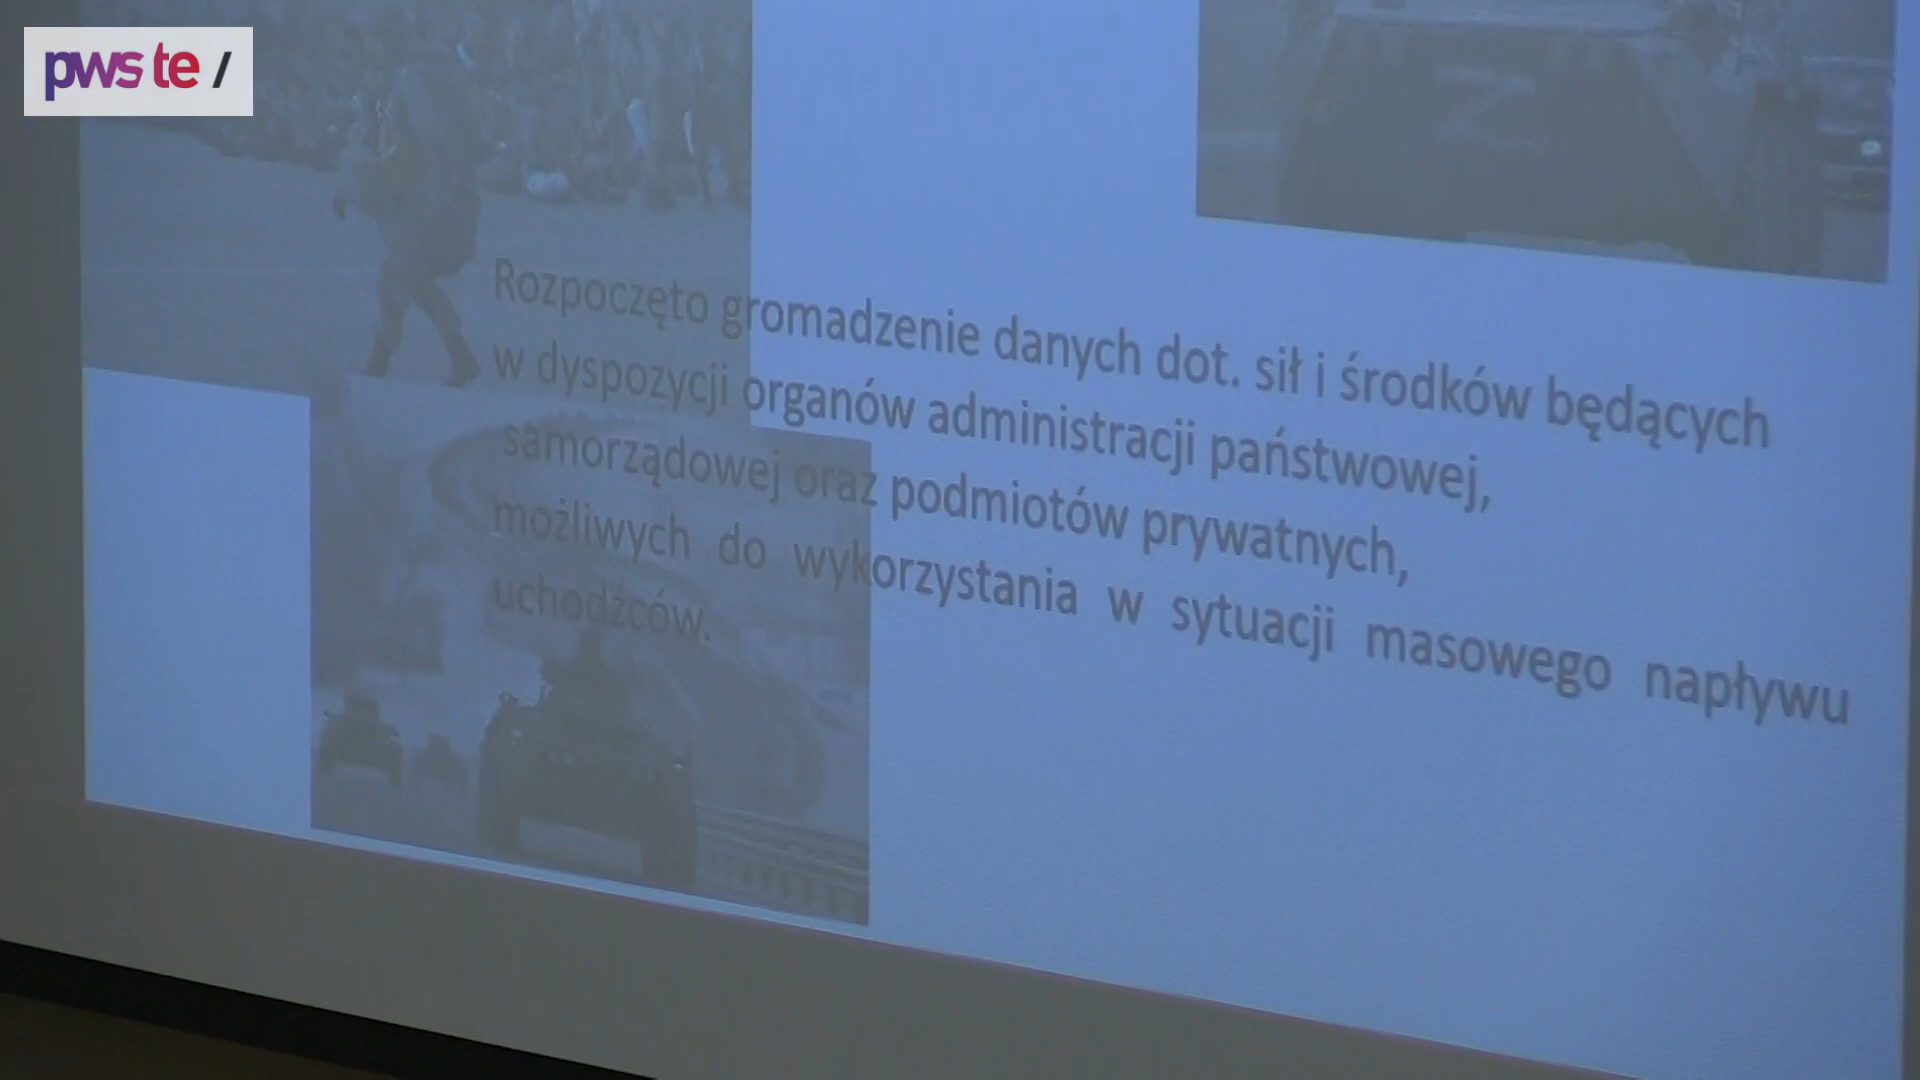 pwste/
Rozpoczęto gromadzenie danych dot. sił i środków będących
w dyspozycji organów administracji państwowej,
samorządowej oraz podmiotów prywatnych,
możliwych do wykorzystania w sytuacji masowego napływu
uchodźców.
Z